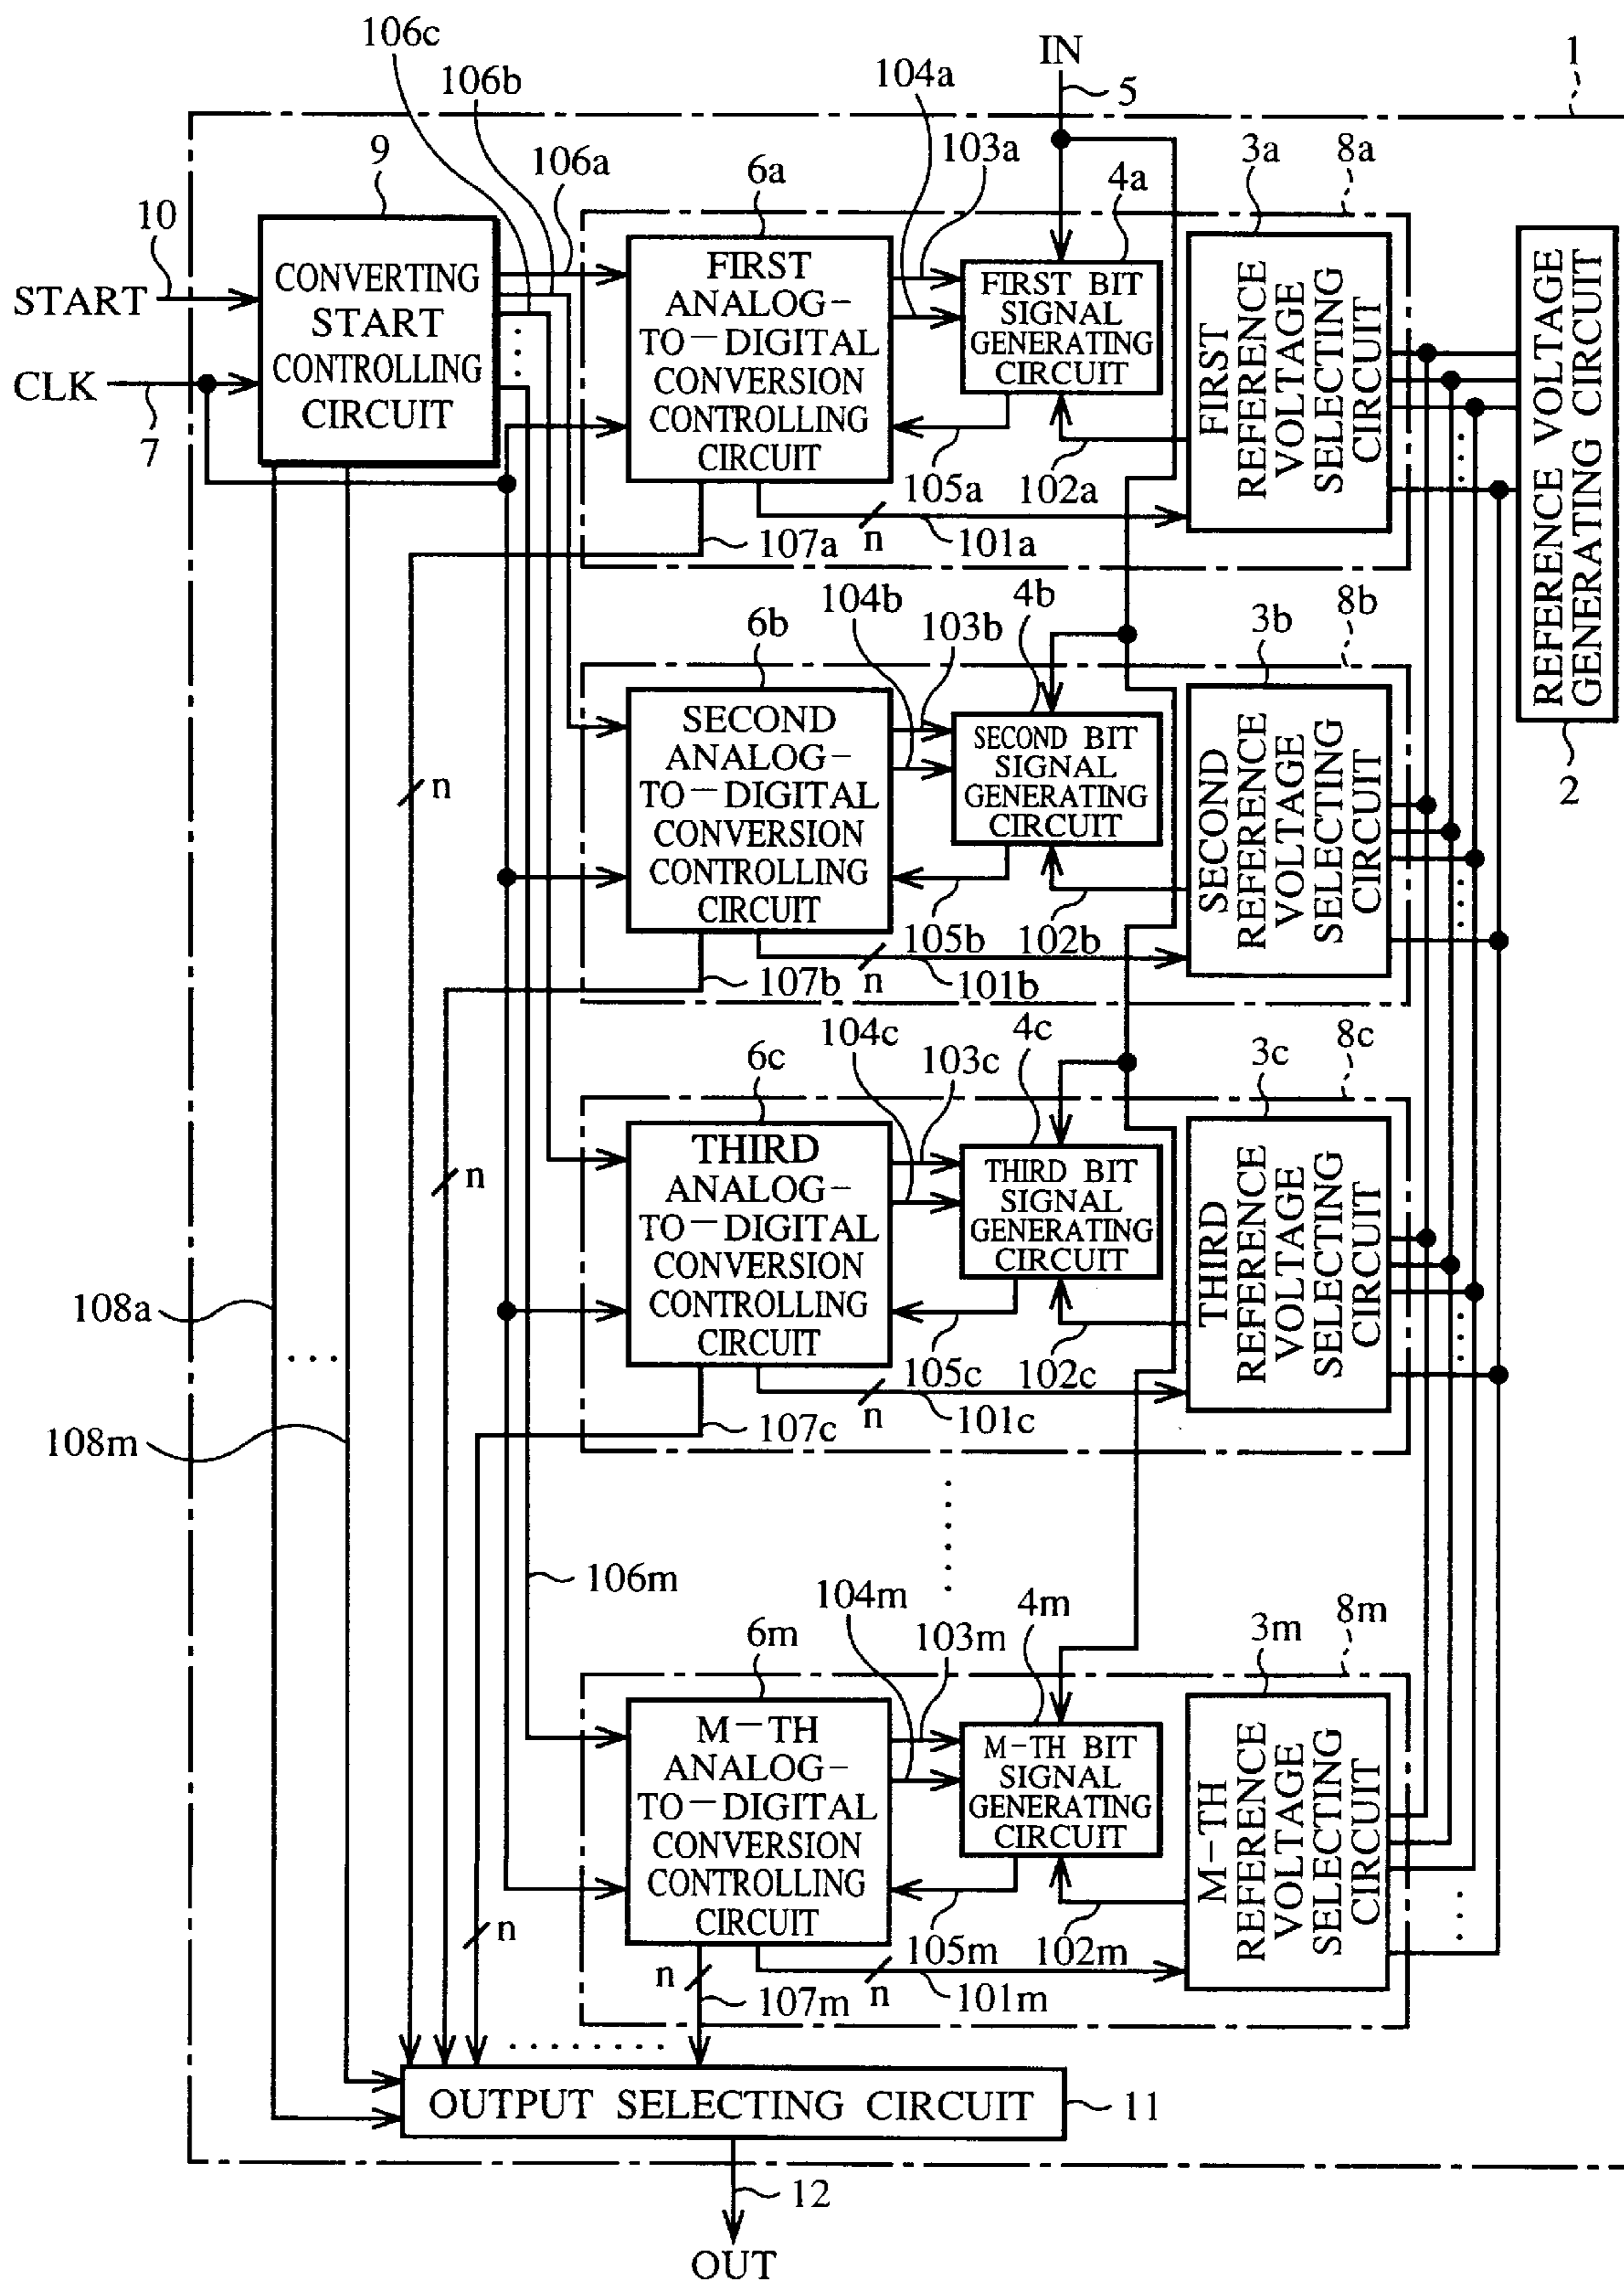 106c
106b
IN
1
104a
5
9
106a
6a
103a
4a
3a
8a
10
START
CONVERTING
START
CONTROLLING
CIRCUIT
CLK
7
FIRST
ANALOG-
TO-DIGITAL
CONVERSION
CONTROLLING
CIRCUIT
FIRST BIT
SIGNAL
GENERATING
CIRCUIT
FIRST
REFERENCE
VOLTAGE
SELECTING
CIRCUIT
REFERENCE VOLTAGE
GENERATING CIRCUIT
2
105a
102a
107a
n
101a
104b
4b
8b
6b
103b
3b
SECOND
ANALOG-
TO-DIGITAL
CONVERSION
CONTROLLING
CIRCUIT
SECOND BIT
SIGNAL
GENERATING
CIRCUIT
SECOND
REFERENCE
VOLTAGE
SELECTING
CIRCUIT
n
105b
102b
107b
n
101b
104c
4c
8c
6c
103c
3c
THIRD
ANALOG-
TO-DIGITAL
CONVERSION
CONTROLLING
CIRCUIT
THIRD BIT
SIGNAL
GENERATING
CIRCUIT
THIRD
REFERENCE
VOLTAGE
SELECTING
CIRCUIT
n
108a
105c
102c
107c
n
101c
108m
106m
104m
4m
8m
6m
103m
3m
M-TH
ANALOG-
TO-DIGITAL
CONVERSION
CONTROLLING
CIRCUIT
M-TH BIT
SIGNAL
GENERATING
CIRCUIT
M-TH
REFERENCE
VOLTAGE
SELECTING
CIRCUIT
n
105m
102m
n
107m
n
101m
OUTPUT SELECTING CIRCUIT
11
12
OUT